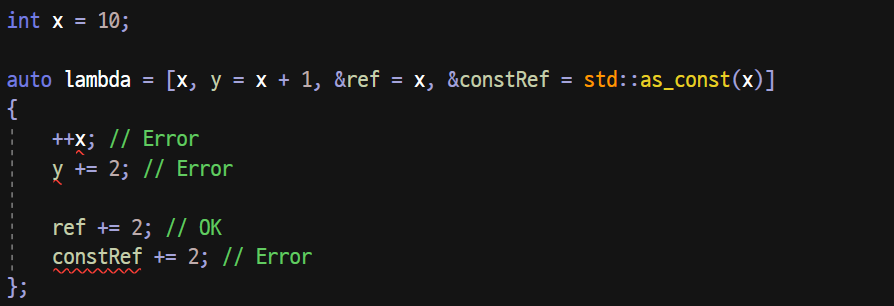 int x = 10;
auto lambda = [x, y = x + 1, &ref = x, &constRef = std::as_const(x)]
{
++x; // Error
y += 2; // Error
ref += 2; // OK
constRef += 2; // Error
};